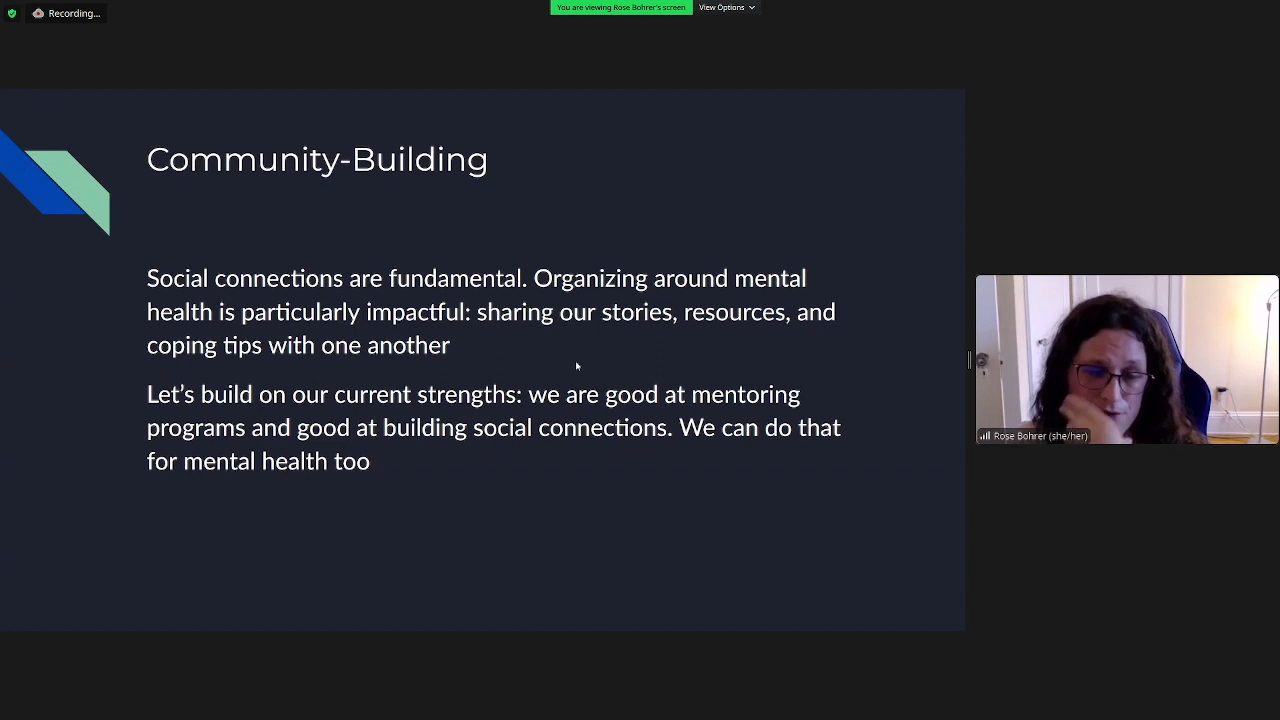 Recording...
You are viewing Rose Bohrer's screen
View Options
Community-Building
Social connections are fundamental. Organizing around mental
health is particularly impactful: sharing our stories, resources, and
coping tips with one another
Let's build on our current strengths: we are good at mentoring
programs and good at building social connections. We can do that
for mental health too
Rose Bohrer (she/her)